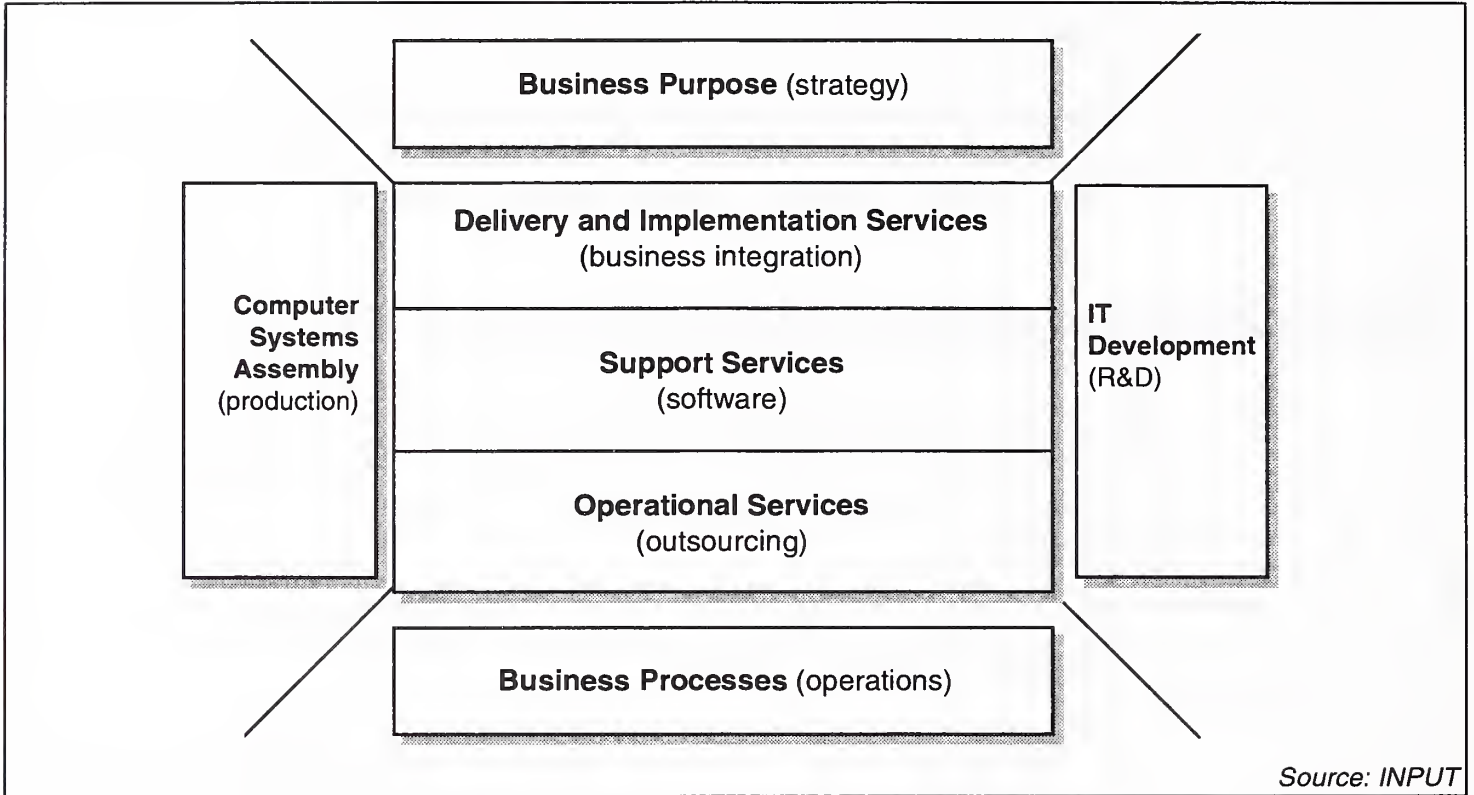 Business Purpose (strategy)
Delivery and Implementation Services
(business integration)
Computer
Systems
Assembly
(production)
Support Services
(software)
IT
Development
(R&D)
Operational Services
(outsourcing)
Business Processes (operations)
Source: INPUT